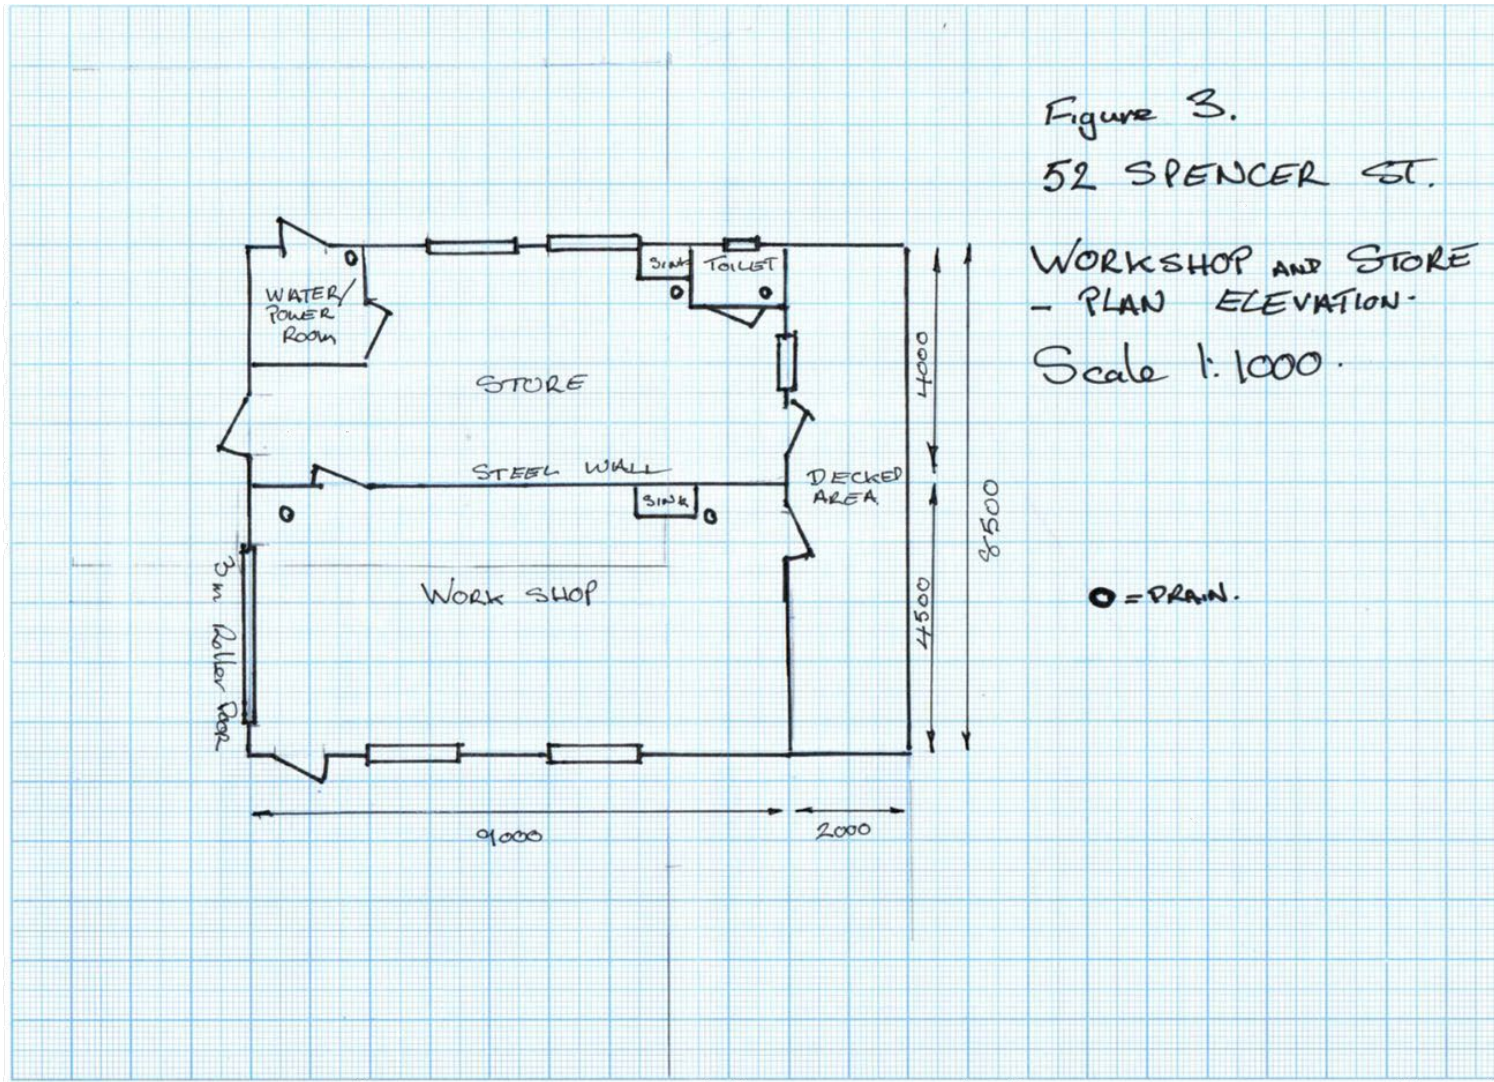 Figure 3.
52 SPENCER ST.
WORKSHOP AND STORE
- PLAN ELEVATION.
Scale 1:1000.
SINK
TOILET
WATER/
POWER
ROOM
STORE
4000
STEEL WALL
DECKED
AREA
SINK
8500
3m Roller Door
WORK SHOP
4500
O = DRAIN.
9000
2000